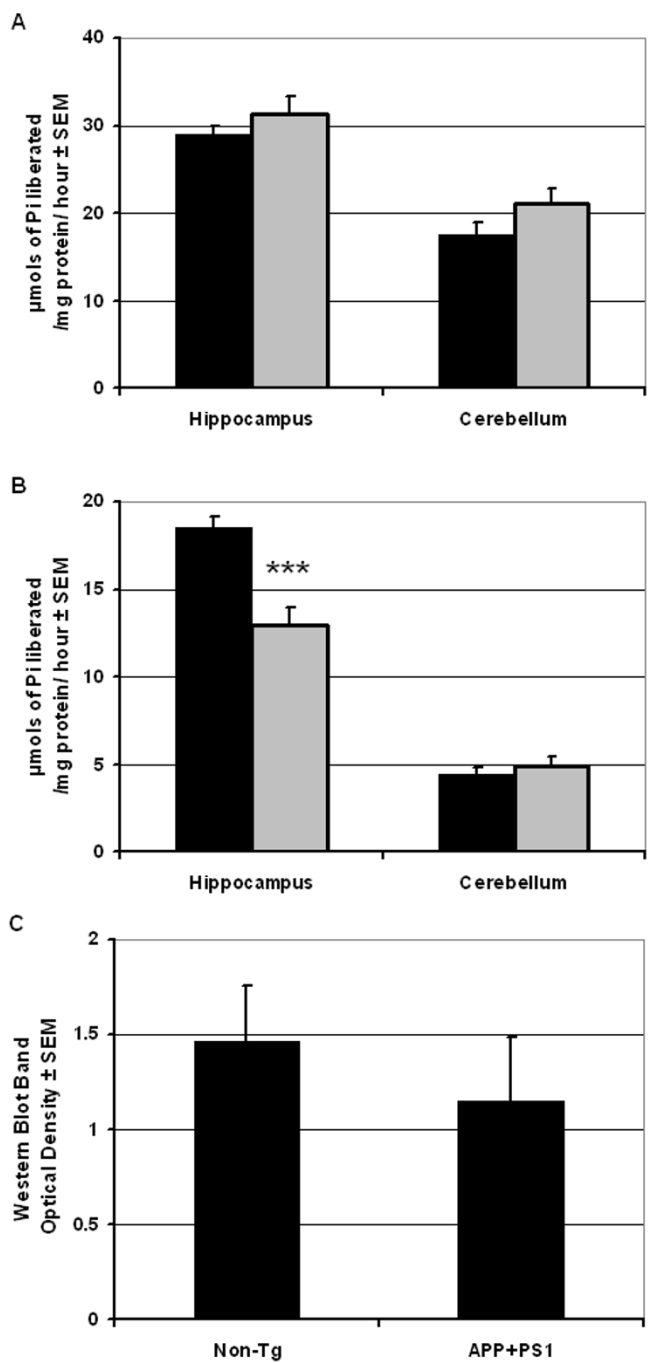 A
µmols of Pi liberated
/mg protein/ hour ± SEM
40
30
20
10
0
Hippocampus
Cerebellum
B
µmols of Pi liberated
/mg protein/ hour ± SEM
20
15
10
5
0
***
Hippocampus
Cerebellum
C
Western Blot Band
Optical Density ± SEM
2
1.5
1
0.5
0
Non-Tg
APP+PS1